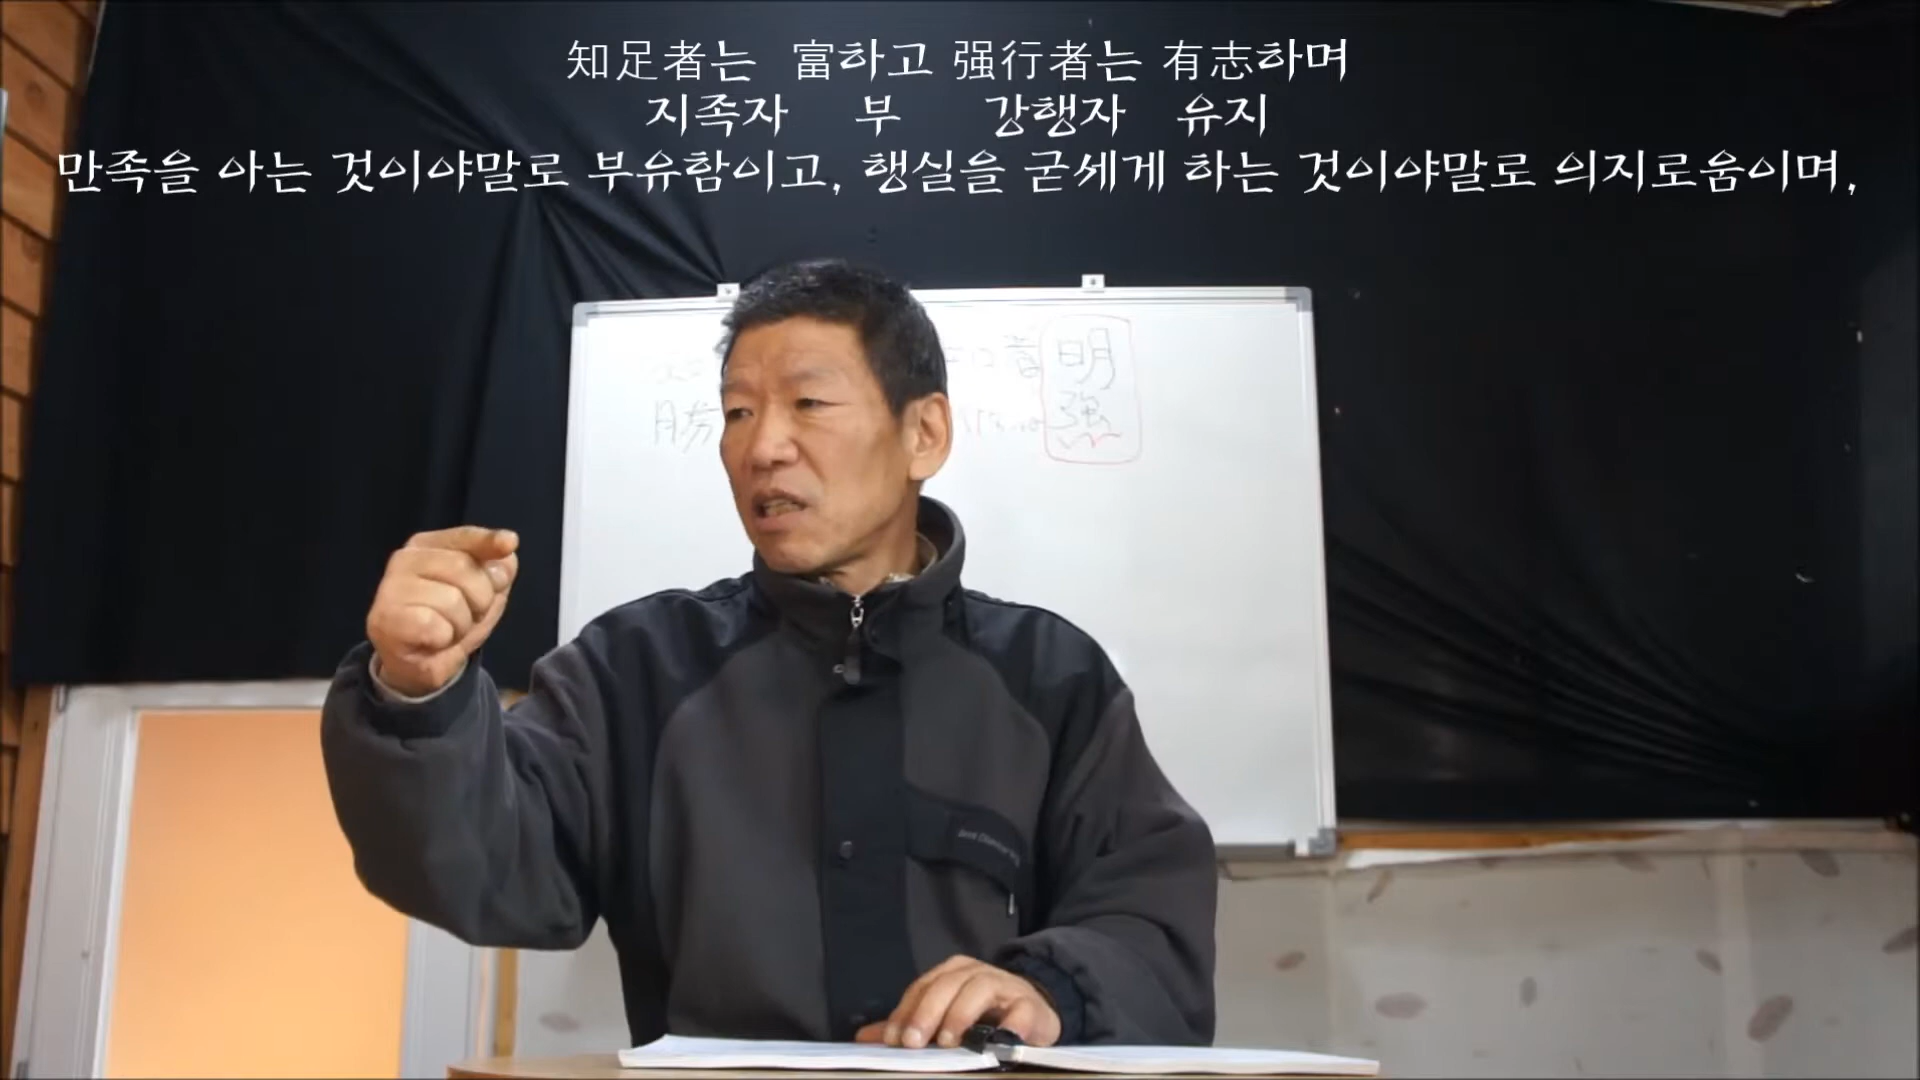 知足者는 富하고 强行者는 有志하며
지족자 부 강행자 유지
만족을 아는 것이야말로 부유함이고, 행실을 굳세게 하는 것이야말로 의지로움이며,
音 明
勝 强